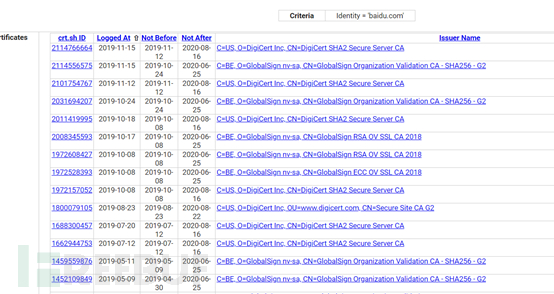 Criteria Identity = 'baidu.com'
rtificates
crt.sh ID Logged At ⇧ Not Before Not After Issuer Name
2114766664 2019-11-15 2019-11-12 2020-08-16 C=US, O=DigiCert Inc, CN=DigiCert SHA2 Secure Server CA
2114556575 2019-11-15 2019-10-24 2020-06-25 C=BE, O=GlobalSign nv-sa, CN=GlobalSign Organization Validation CA - SHA256 - G2
2101754767 2019-11-12 2019-11-12 2020-08-16 C=US, O=DigiCert Inc, CN=DigiCert SHA2 Secure Server CA
2031694207 2019-10-24 2019-10-24 2020-06-25 C=BE, O=GlobalSign nv-sa, CN=GlobalSign Organization Validation CA - SHA256 - G2
2011419995 2019-10-18 2019-10-08 2020-08-16 C=US, O=DigiCert Inc, CN=DigiCert SHA2 Secure Server CA
2008345593 2019-10-17 2019-10-08 2020-06-25 C=BE, O=GlobalSign nv-sa, CN=GlobalSign RSA OV SSL CA 2018
1972608427 2019-10-08 2019-10-08 2020-06-25 C=BE, O=GlobalSign nv-sa, CN=GlobalSign RSA OV SSL CA 2018
1972528393 2019-10-08 2019-10-08 2020-06-25 C=BE, O=GlobalSign nv-sa, CN=GlobalSign ECC OV SSL CA 2018
1972157052 2019-10-08 2019-10-08 2020-08-16 C=US, O=DigiCert Inc, CN=DigiCert SHA2 Secure Server CA
1800079105 2019-08-23 2019-08-23 2020-08-22 C=US, O=DigiCert Inc, OU=www.digicert.com, CN=Secure Site CA G2
1688300457 2019-07-20 2019-07-12 2020-08-16 C=US, O=DigiCert Inc, CN=DigiCert SHA2 Secure Server CA
1662944753 2019-07-12 2019-07-12 2020-08-16 C=US, O=DigiCert Inc, CN=DigiCert SHA2 Secure Server CA
1459559876 2019-05-11 2019-05-09 2020-06-25 C=BE, O=GlobalSign nv-sa, CN=GlobalSign Organization Validation CA - SHA256 - G2
1452109849 2019-05-09 2019-04-30 2020-06-25 C=BE, O=GlobalSign nv-sa, CN=GlobalSign Organization Validation CA - SHA256 - G2